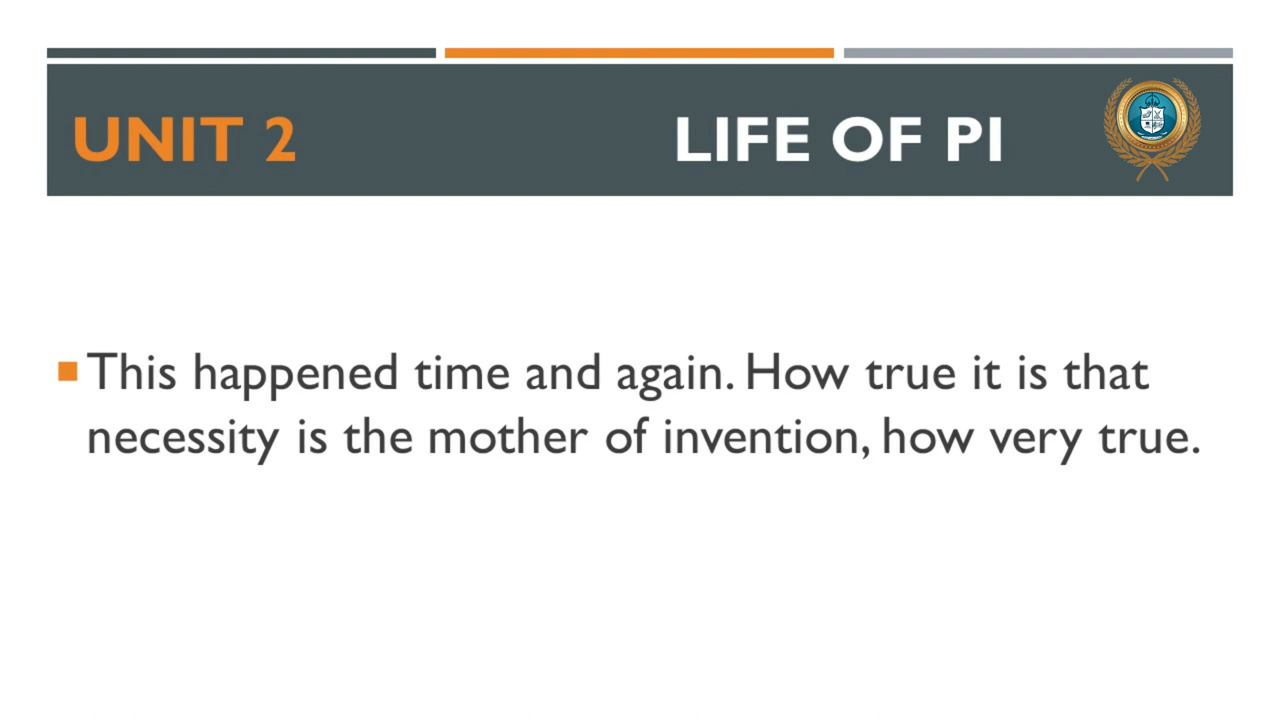 UNIT 2 LIFE OF PI
This happened time and again. How true it is that
necessity is the mother of invention, how very true.